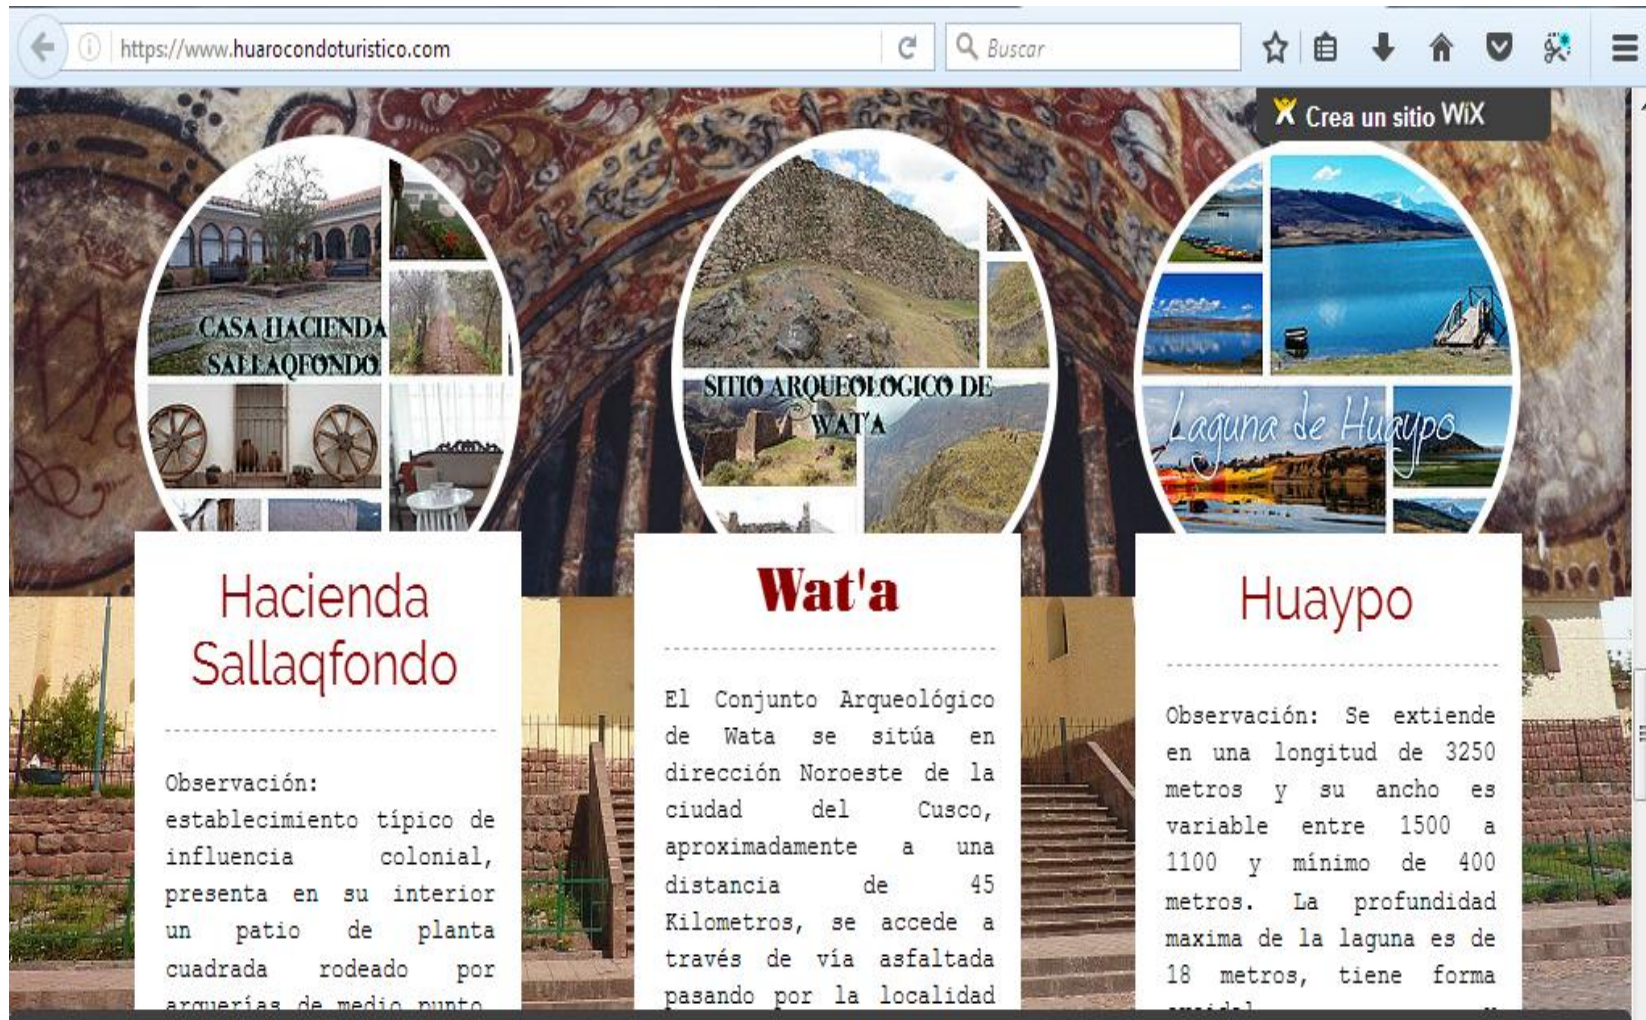 https://www.huarocondoturistico.com
Buscar
Crea un sitio WiX
CASA HACIENDA
SALLAQFONDO
SITIO ARQUEOLOGICO DE
WAT'A
Laguna de Huaypo
Hacienda
Sallaqfondo
Observación:
establecimiento típico de
influencia colonial,
presenta en su interior
un patio de planta
cuadrada rodeado por
arquerías de medio punto,
Wat'a
El Conjunto Arqueológico
de Wata se sitúa en
dirección Noroeste de la
ciudad del Cusco,
aproximadamente a una
distancia de 45
Kilometros, se accede a
través de vía asfaltada
pasando por la localidad
Huaypo
Observación: Se extiende
en una longitud de 3250
metros y su ancho es
variable entre 1500 a
1100 y mínimo de 400
metros. La profundidad
maxima de la laguna es de
18 metros, tiene forma